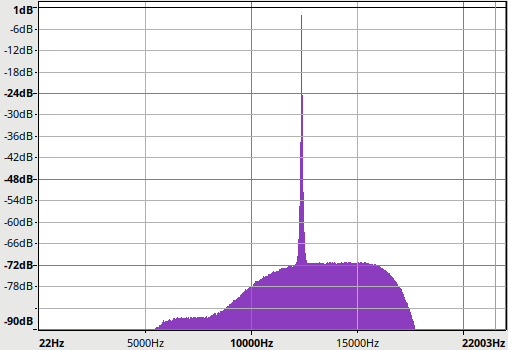 1dB
-6dB
-12dB
-18dB
-24dB
-30dB
-36dB
-42dB
-48dB
-54dB
-60dB
-66dB
-72dB
-78dB
-90dB
22Hz 5000Hz 10000Hz 15000Hz 22003Hz